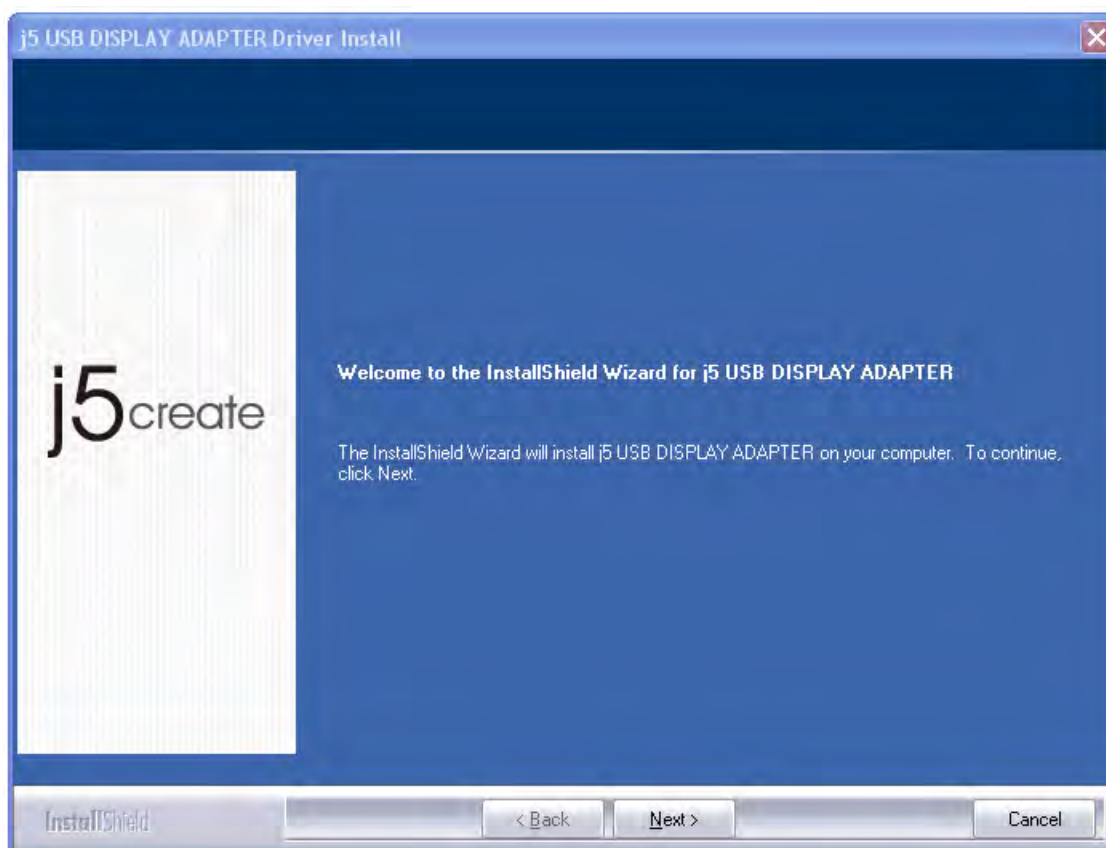 j5 USB DISPLAY ADAPTER Driver Install
j5create
Welcome to the InstallShield Wizard for j5 USB DISPLAY ADAPTER
The InstallShield Wizard will install j5 USB DISPLAY ADAPTER on your computer. To continue,
click Next.
InstallShield
< Back
Next >
Cancel